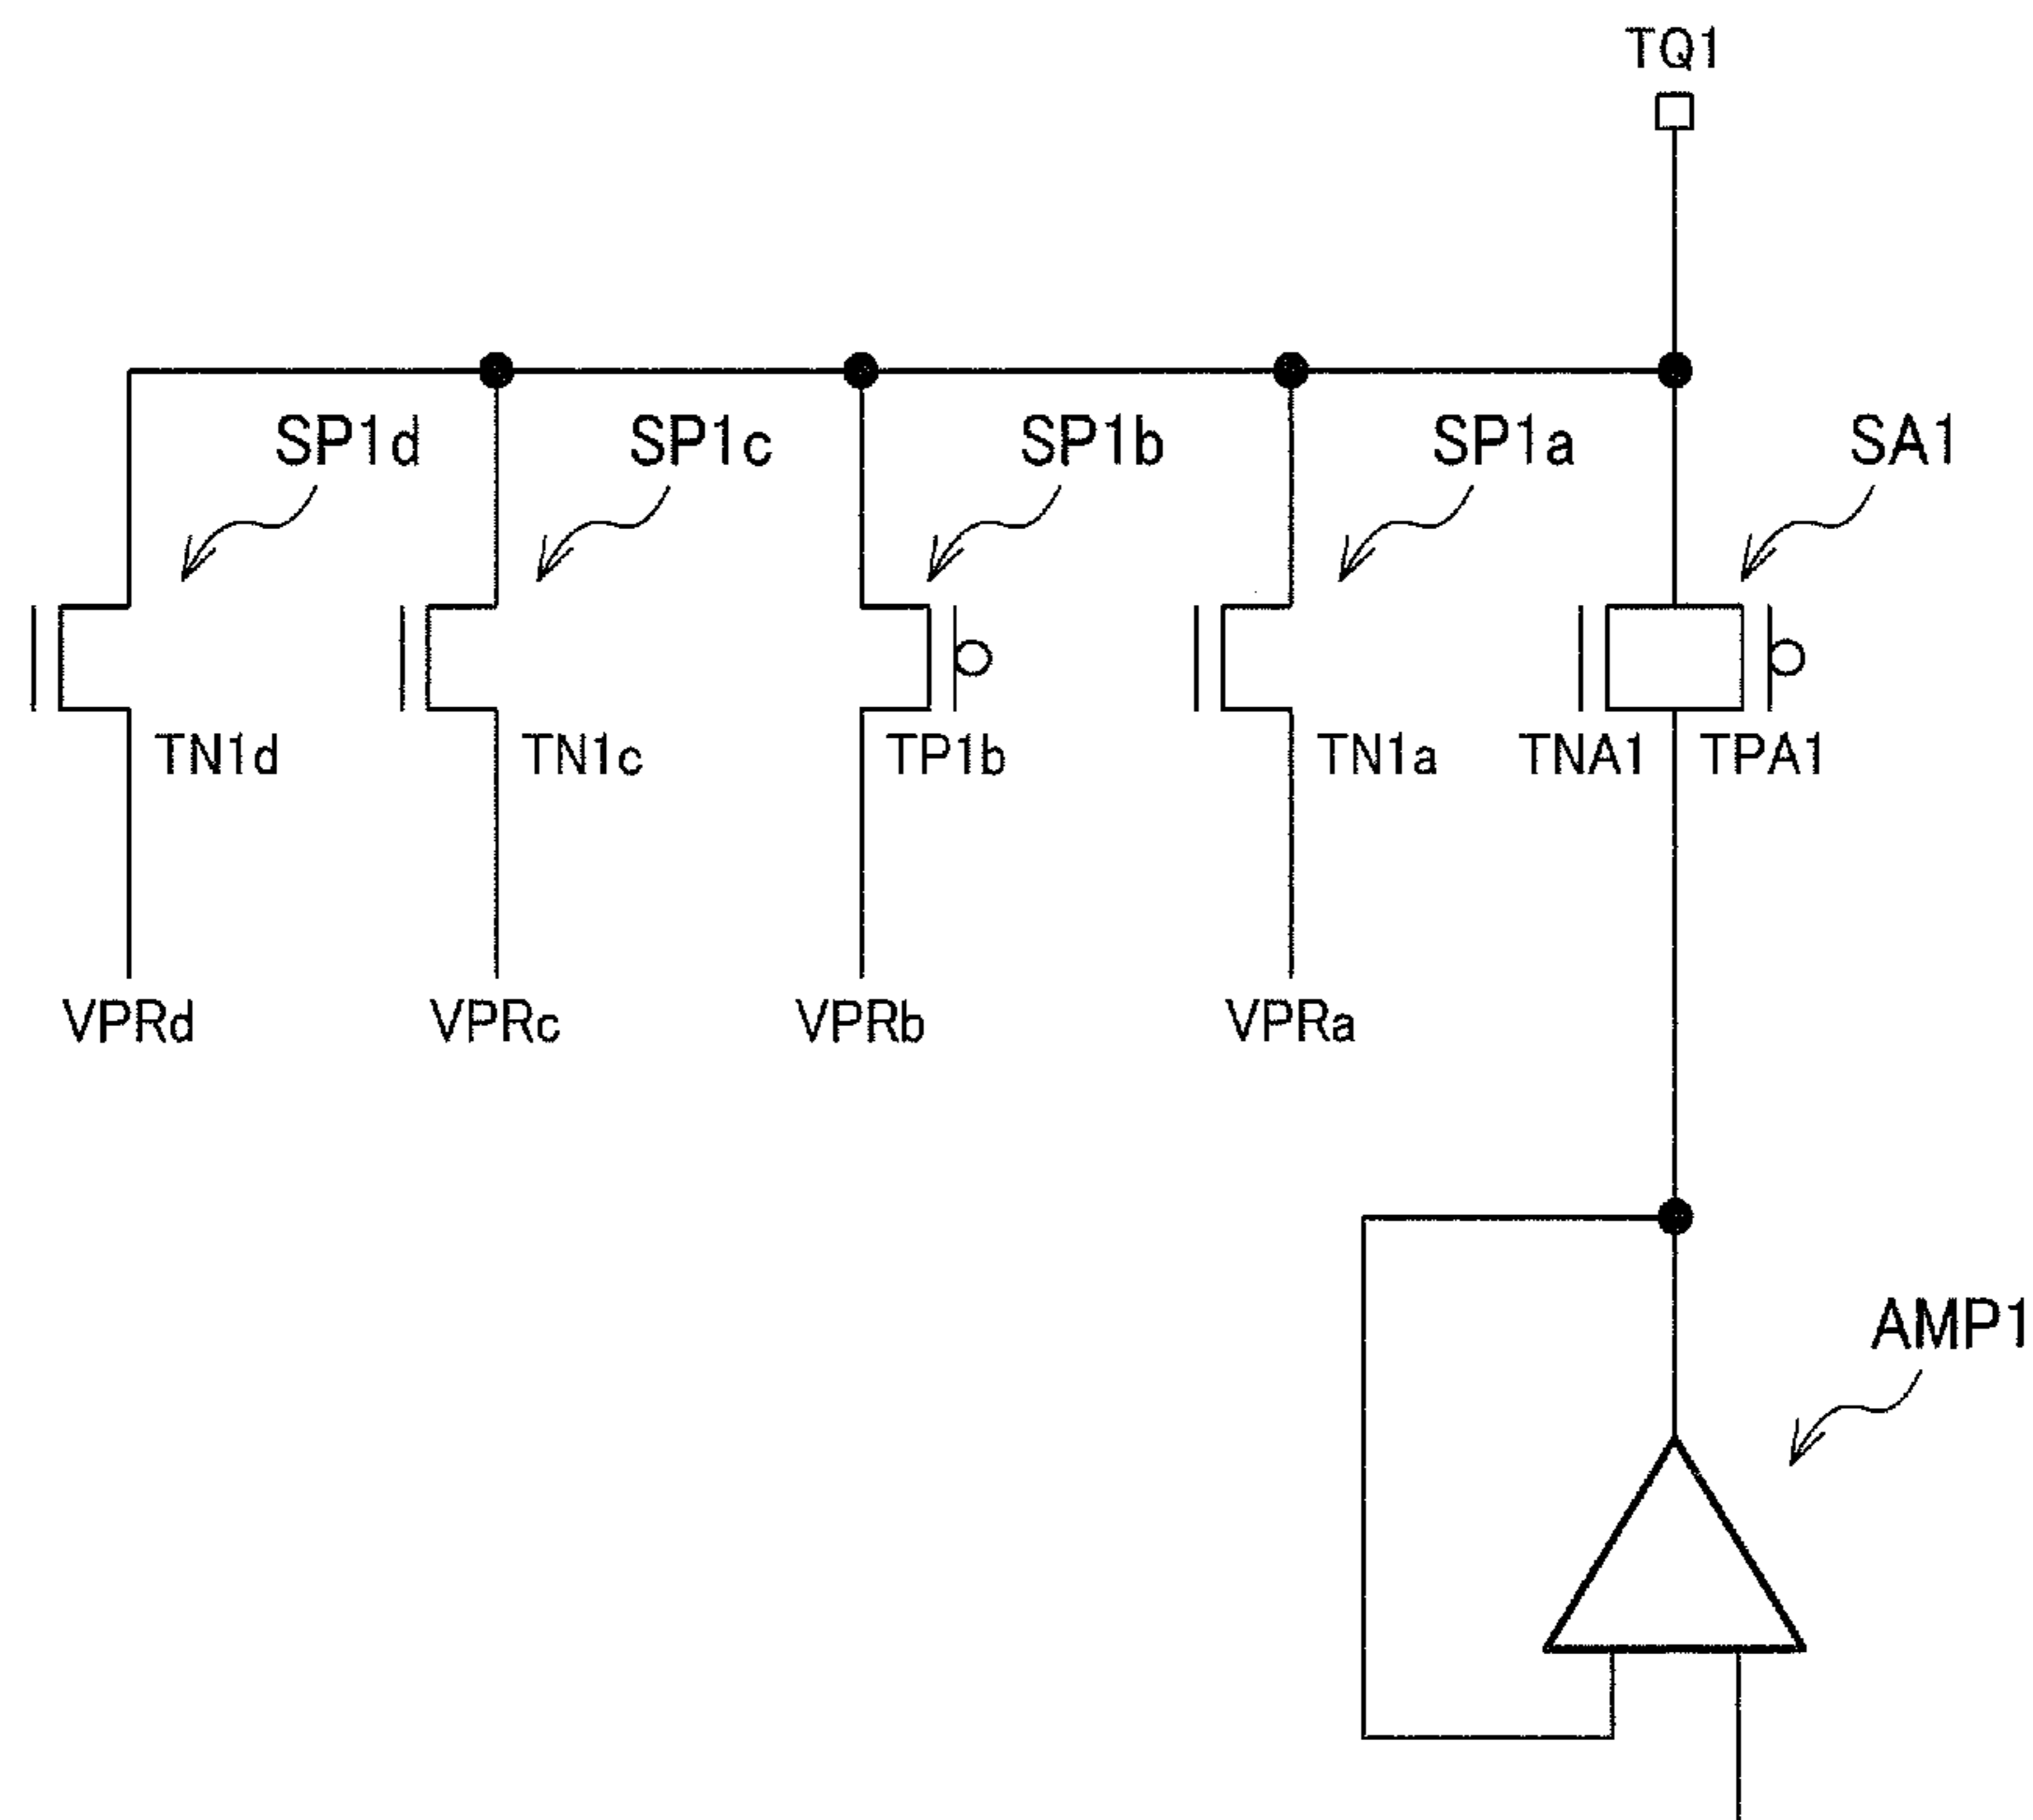 TQ1
SP1d SP1c SP1b SP1a SA1
TN1d TN1c TP1b TN1a TNA1 TPA1
VPRd VPRc VPRb VPRa
AMP1